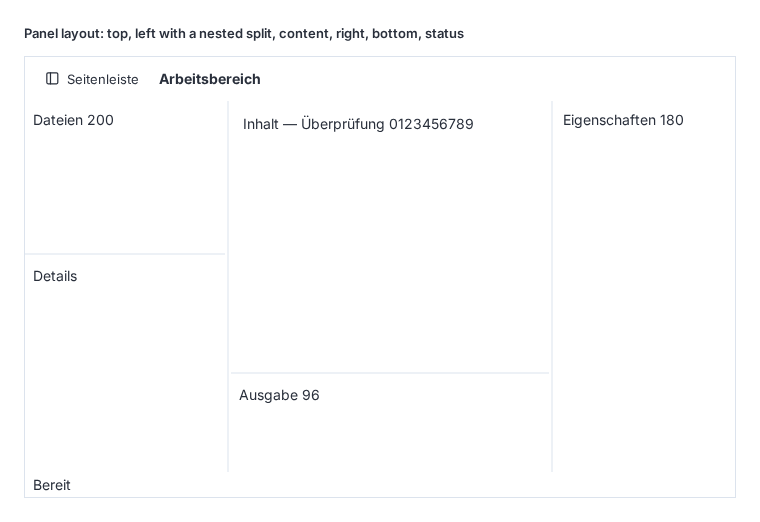 Panel layout: top, left with a nested split, content, right, bottom, status
Seitenleiste Arbeitsbereich
Dateien 200
Inhalt — Überprüfung 0123456789
Eigenschaften 180
Details
Ausgabe 96
Bereit